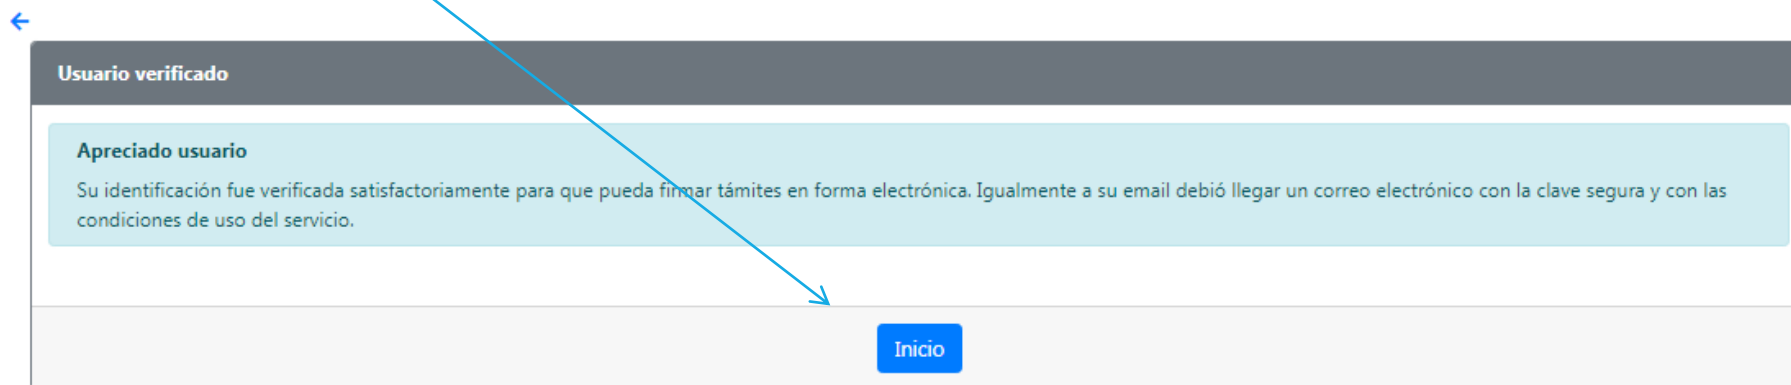 Usuario verificado
Apreciado usuario
Su identificación fue verificada satisfactoriamente para que pueda firmar támites en forma electrónica. Igualmente a su email debió llegar un correo electrónico con la clave segura y con las
condiciones de uso del servicio.
Inicio